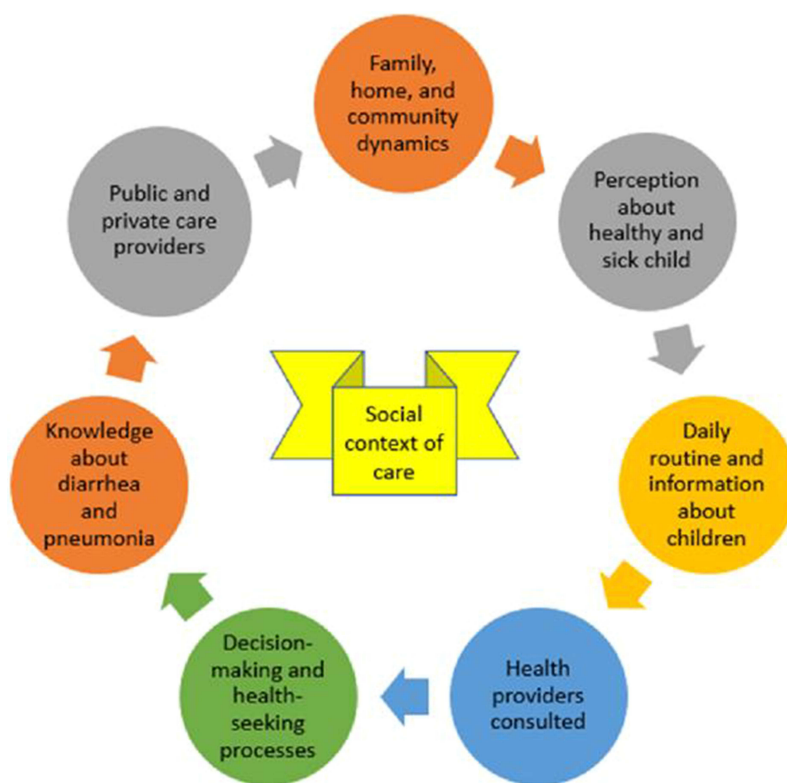 Family,
home, and
community
dynamics
Perception
about
healthy and
sick child
Daily
routine and
information
about
children
Health
providers
consulted
Decision-
making and
health-
seeking
processes
Knowledge
about
diarrhea
and
pneumonia
Public and
private care
providers
Social
context of
care